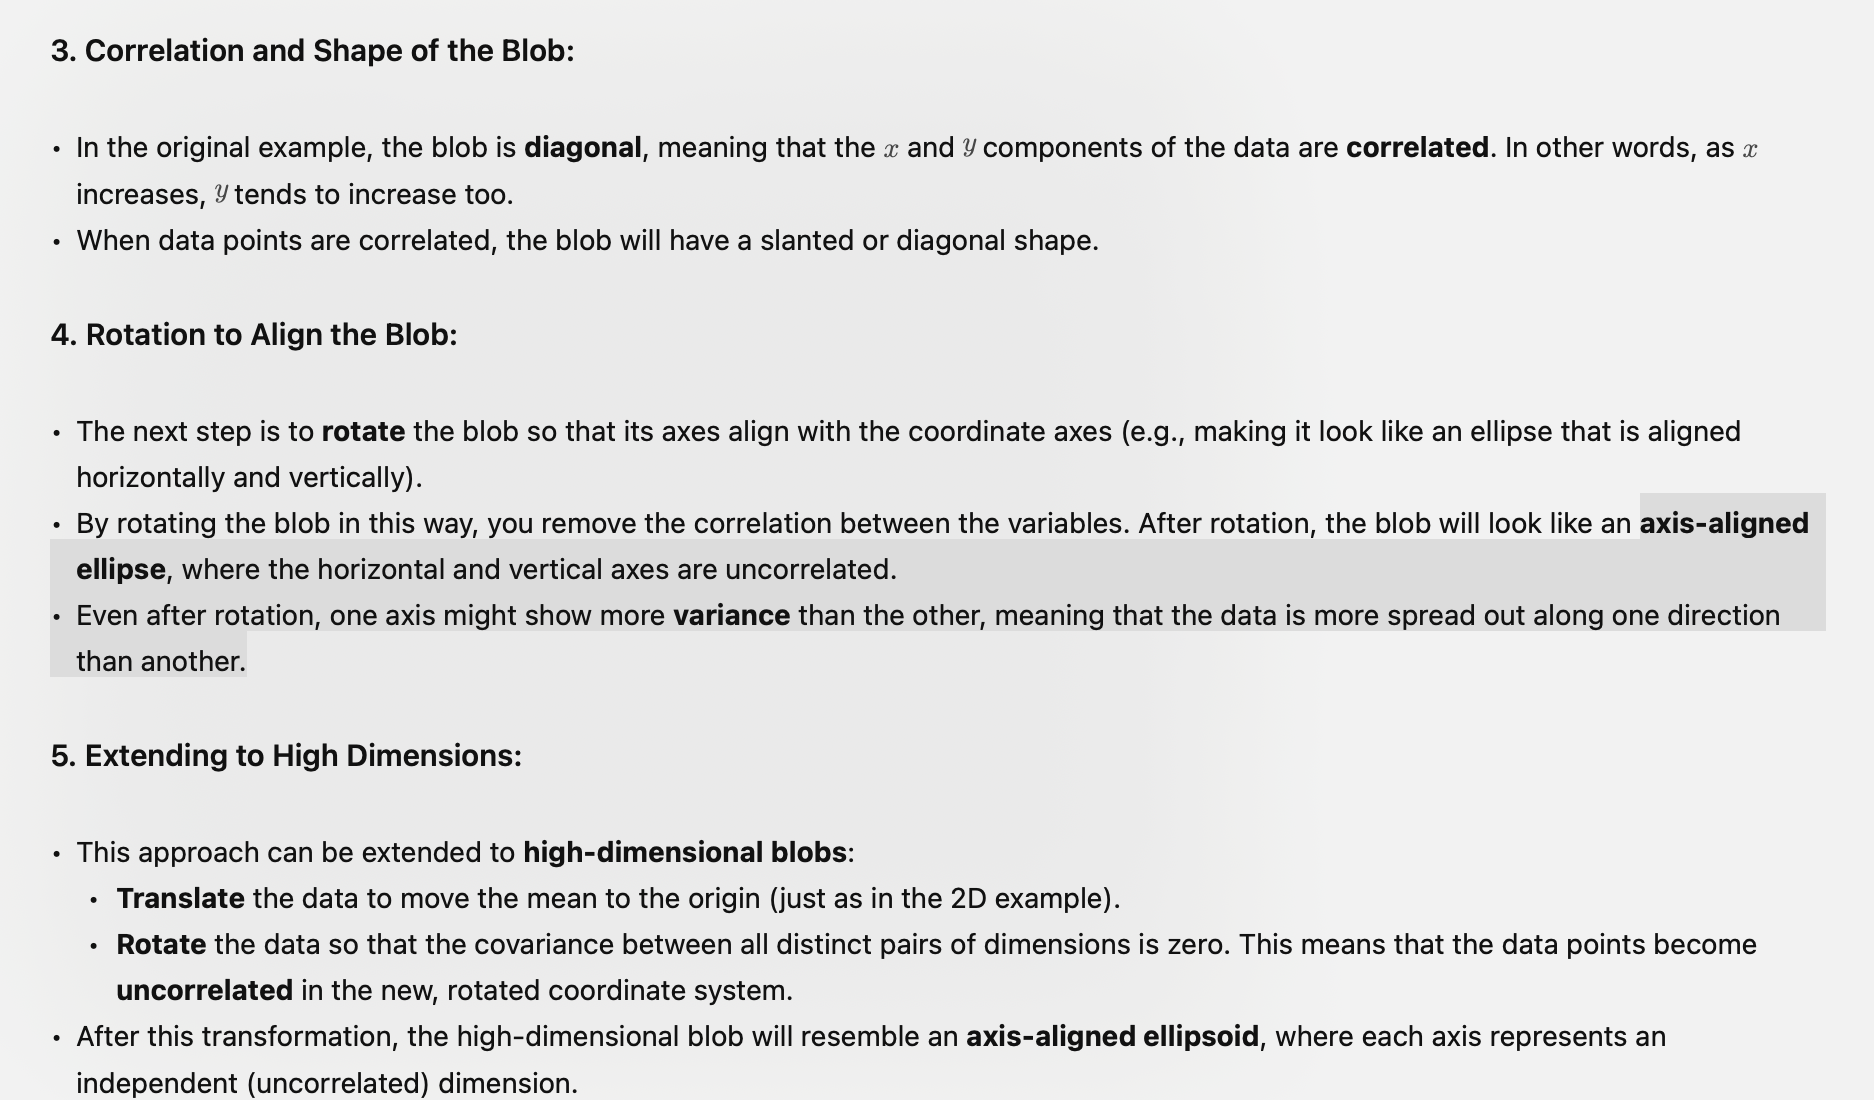 3. Correlation and Shape of the Blob:
• In the original example, the blob is diagonal, meaning that the x and y components of the data are correlated. In other words, as x
increases, y tends to increase too.
• When data points are correlated, the blob will have a slanted or diagonal shape.
4. Rotation to Align the Blob:
• The next step is to rotate the blob so that its axes align with the coordinate axes (e.g., making it look like an ellipse that is aligned
horizontally and vertically).
• By rotating the blob in this way, you remove the correlation between the variables. After rotation, the blob will look like an axis-aligned
ellipse, where the horizontal and vertical axes are uncorrelated.
• Even after rotation, one axis might show more variance than the other, meaning that the data is more spread out along one direction
than another.
5. Extending to High Dimensions:
• This approach can be extended to high-dimensional blobs:
• Translate the data to move the mean to the origin (just as in the 2D example).
• Rotate the data so that the covariance between all distinct pairs of dimensions is zero. This means that the data points become
uncorrelated in the new, rotated coordinate system.
• After this transformation, the high-dimensional blob will resemble an axis-aligned ellipsoid, where each axis represents an
independent (uncorrelated) dimension.